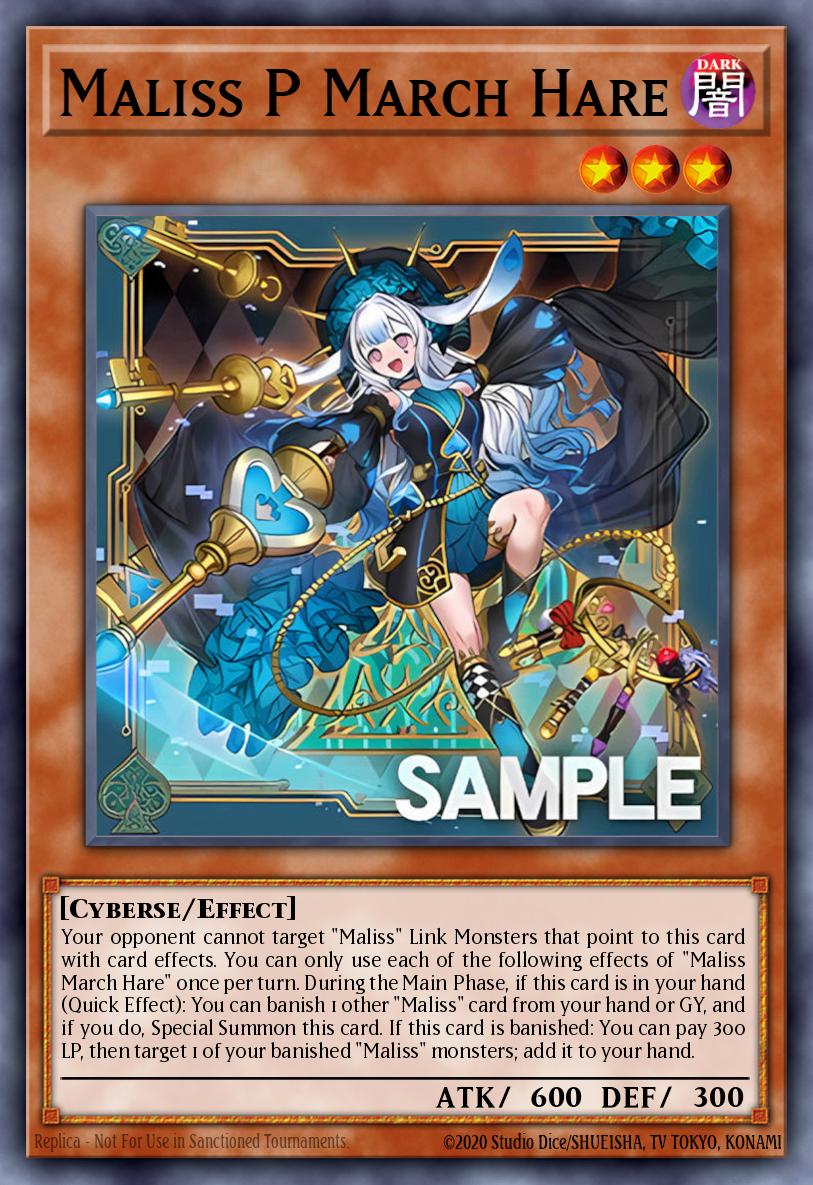 Maliss P March Hare
DARK
闇
SAMPLE
[Cyberse/Effect]
Your opponent cannot target "Maliss" Link Monsters that point to this card
with card effects. You can only use each of the following effects of "Maliss
March Hare" once per turn. During the Main Phase, if this card is in your hand
(Quick Effect): You can banish 1 other "Maliss" card from your hand or GY, and
if you do, Special Summon this card. If this card is banished: You can pay 300
LP, then target 1 of your banished "Maliss" monsters; add it to your hand.
ATK/ 600 DEF/ 300
Replica - Not For Use in Sanctioned Tournaments.
©2020 Studio Dice/SHUEISHA, TV TOKYO, KONAMI